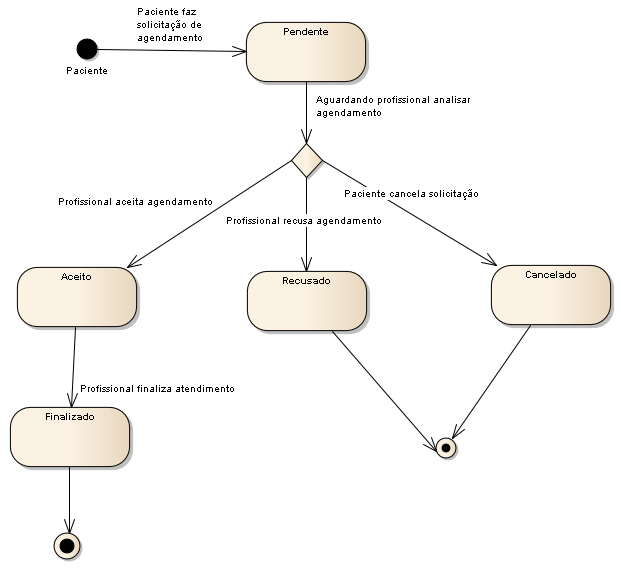 Paciente faz
solicitação de
agendamento
Pendente
Paciente
Aguardando profissional analisar
agendamento
Profissional aceita agendamento
Paciente cancela solicitação
Profissional recusa agendamento
Aceito
Recusado
Cancelado
Profissional finaliza atendimento
Finalizado